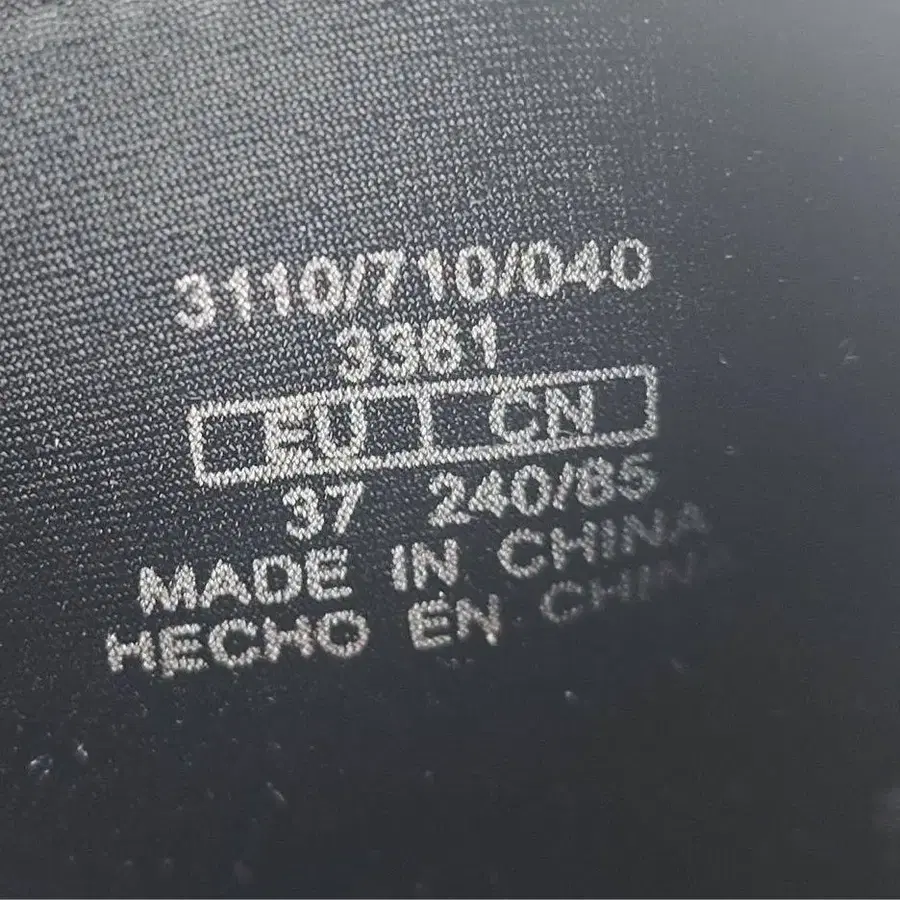 3110/710/040
3361
EU CN
37 240/85
MADE IN CHINA
HECHO EN CHINA